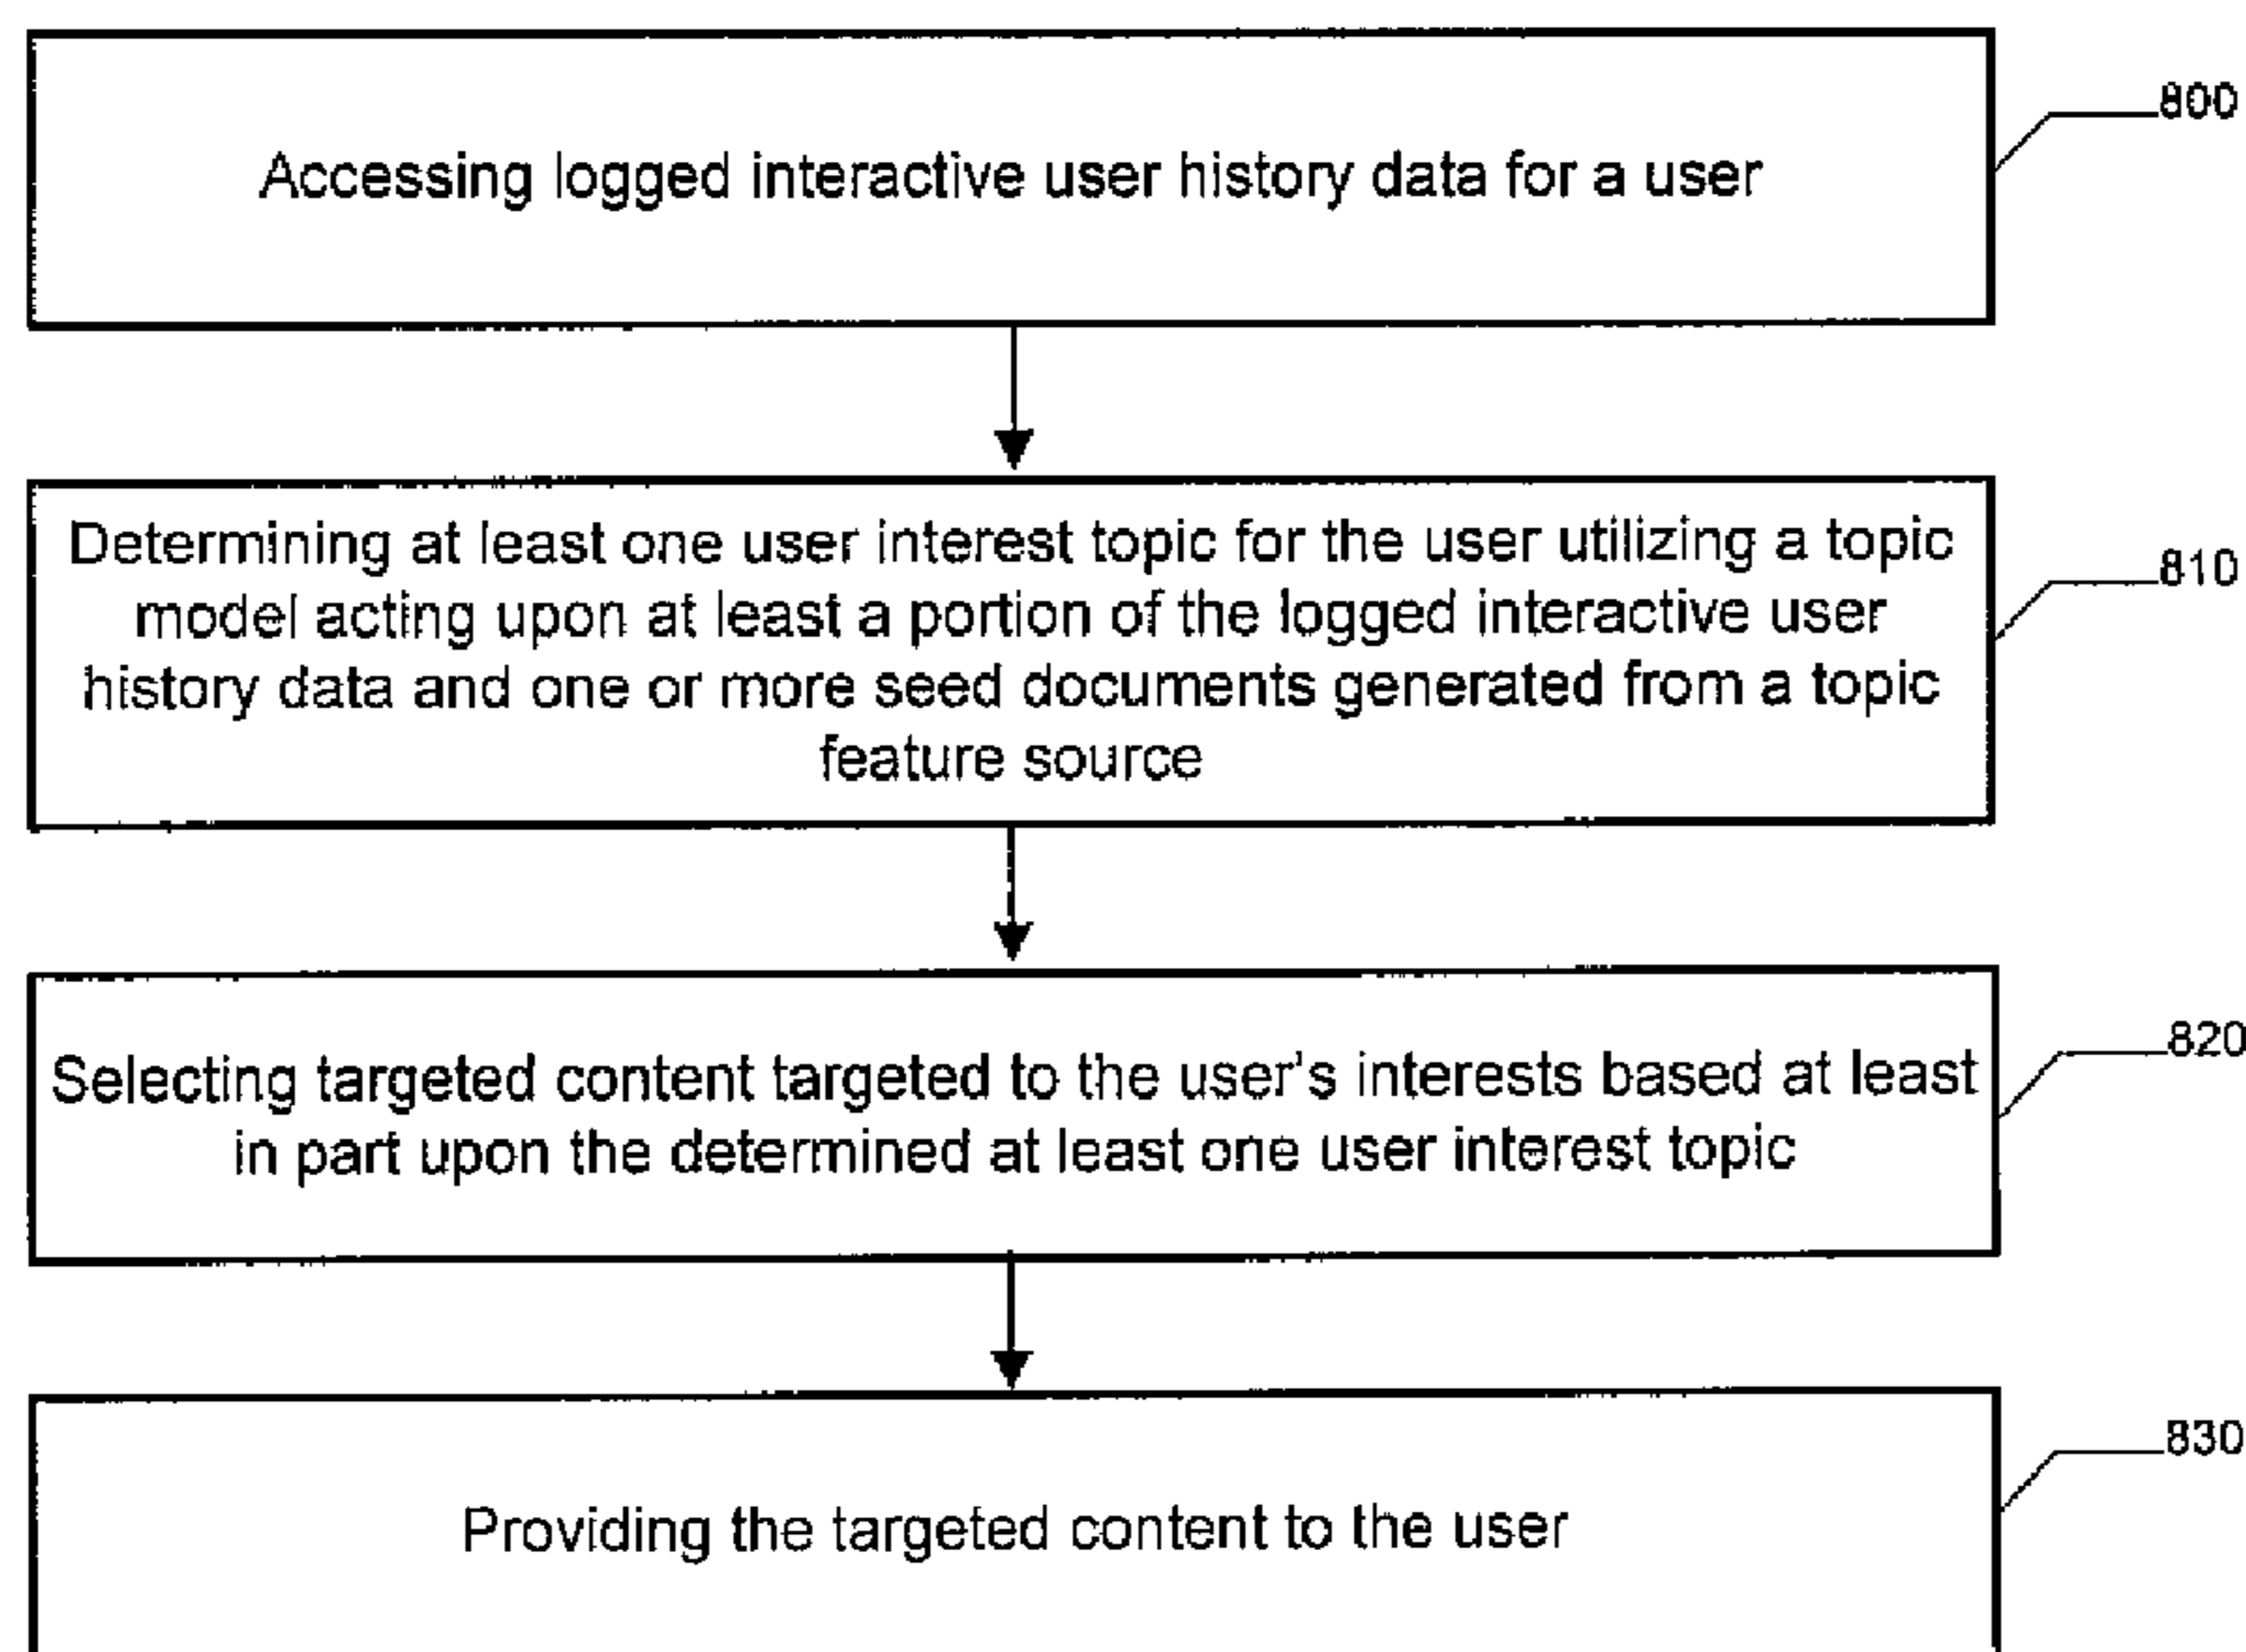 Accessing logged interactive user history data for a user
800
Determining at least one user interest topic for the user utilizing a topic
model acting upon at least a portion of the logged interactive user
history data and one or more seed documents generated from a topic
feature source
810
Selecting targeted content targeted to the user's interests based at least
in part upon the determined at least one user interest topic
820
Providing the targeted content to the user
830